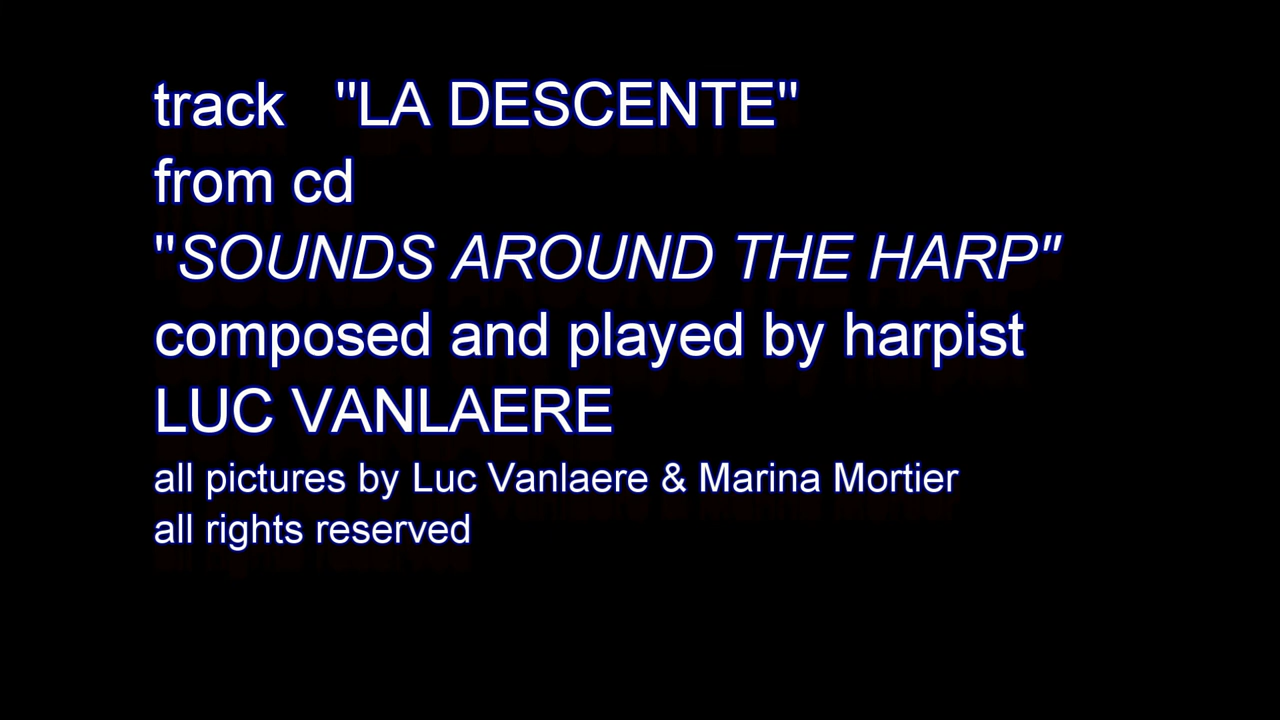 track "LA DESCENTE"
from cd
"SOUNDS AROUND THE HARP"
composed and played by harpist
LUC VANLAERE
all pictures by Luc Vanlaere & Marina Mortier
all rights reserved